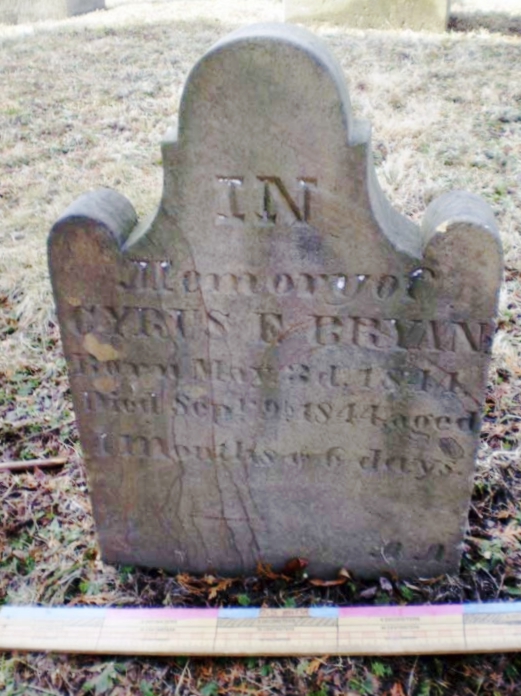 IN
Memory of
CYRUS F. BRYAN
Born May 3d, 1844,
Died Sept 9th 1844, aged
4 months & 6 days.
A A